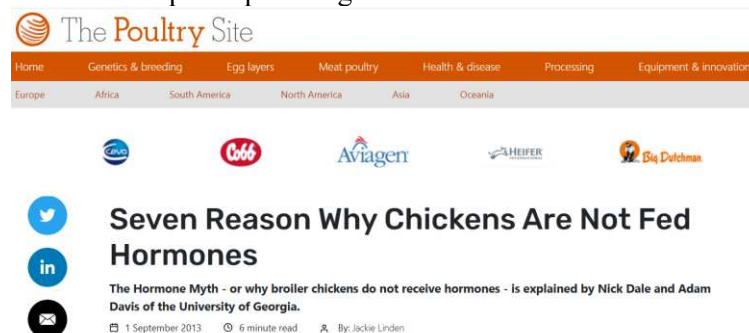 The Poultry Site
Home Genetics & breeding Egg layers Meat poultry Health & disease Processing Equipment & innovation
Europe Africa South America North America Asia Oceania
Ceva Cobb Aviagen HEIFER INTERNATIONAL Big Dutchman
in
Seven Reason Why Chickens Are Not Fed
Hormones
The Hormone Myth - or why broiler chickens do not receive hormones - is explained by Nick Dale and Adam
Davis of the University of Georgia.
1 September 2013 6 minute read By: Jackie Linden